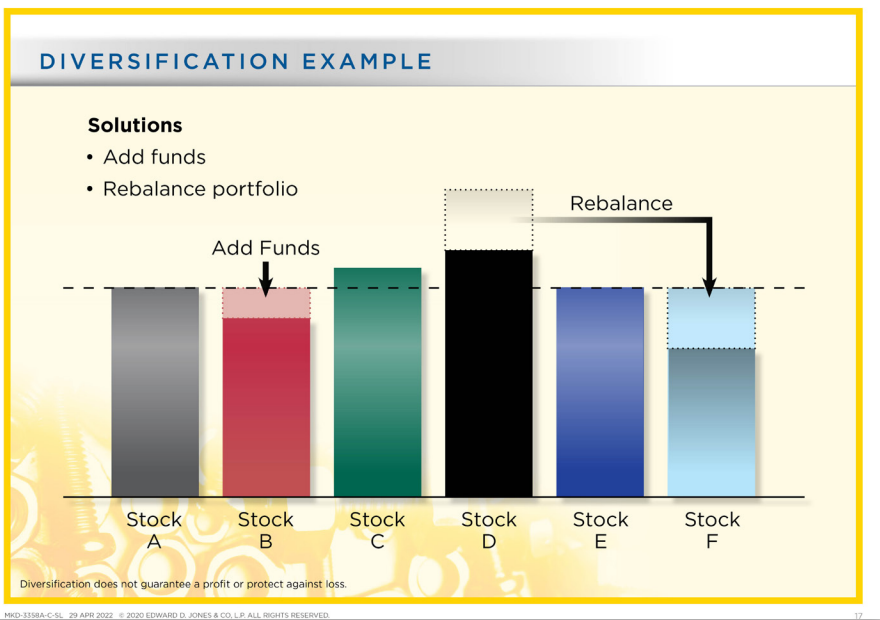 DIVERSIFICATION EXAMPLE
Solutions
• Add funds
• Rebalance portfolio
Rebalance
Add Funds
Stock A
Stock B
Stock C
Stock D
Stock E
Stock F
Diversification does not guarantee a profit or protect against loss.
MKD-3358A-C-SL 29 APR 2022 © 2020 EDWARD D. JONES & CO, L.P. ALL RIGHTS RESERVED.
17